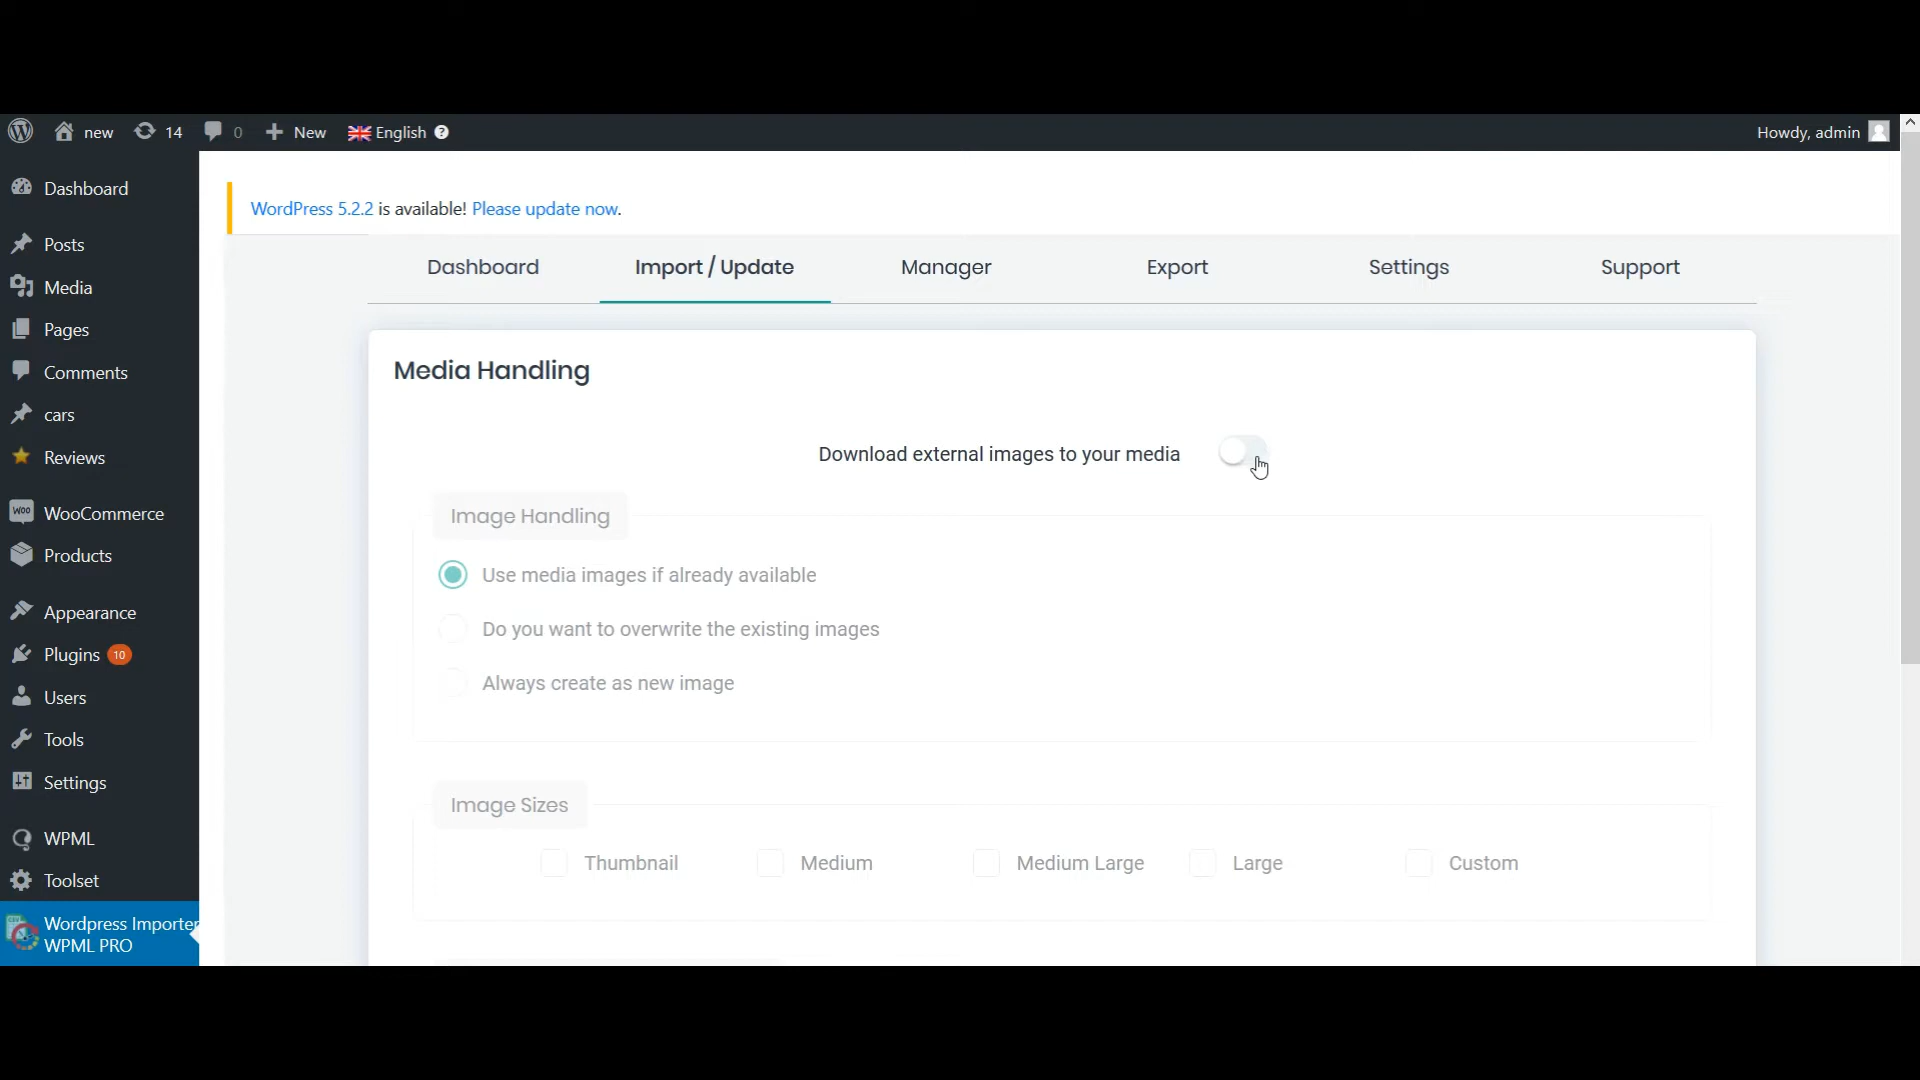 new 14 0 New English Howdy, admin
Dashboard
Posts
Media
Pages
Comments
cars
Reviews
WooCommerce
Products
Appearance
Plugins 10
Users
Tools
Settings
WPML
Toolset
Wordpress Importer
WPML PRO
WordPress 5.2.2 is available! Please update now.
Dashboard Import / Update Manager Export Settings Support
Media Handling
Download external images to your media
Image Handling
Use media images if already available
Do you want to overwrite the existing images
Always create as new image
Image Sizes
Thumbnail Medium Medium Large Large Custom